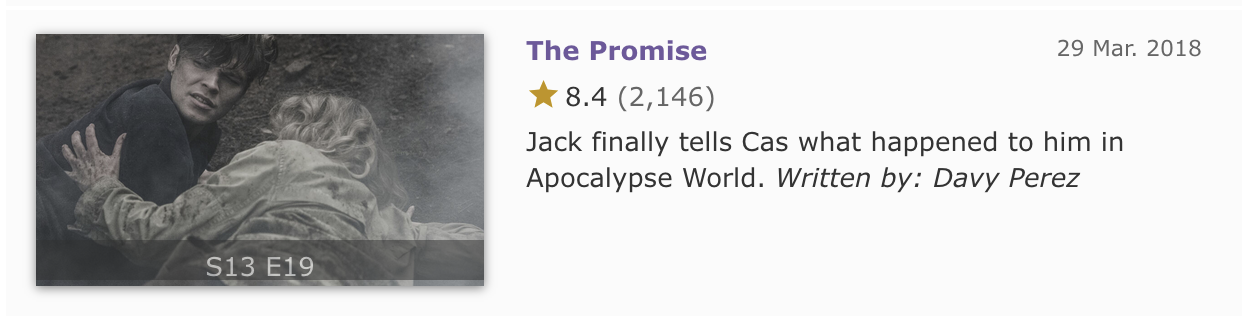 The Promise
29 Mar. 2018
8.4 (2,146)
Jack finally tells Cas what happened to him in
Apocalypse World. Written by: Davy Perez
S13 E19